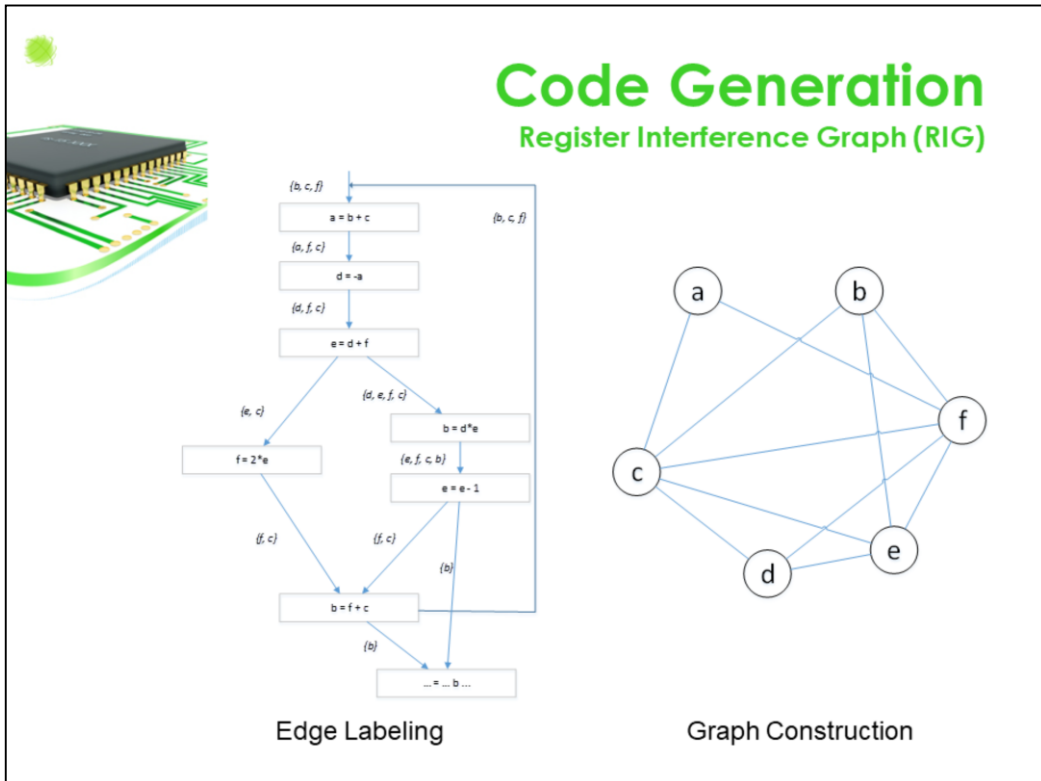 Code Generation
Register Interference Graph (RIG)
{b, c, f}
{b, c, f}
a = b + c
{a, f, c}
d = -a
{d, f, c}
e = d + f
{e, c}
{d, e, f, c}
b = d*e
f = 2*e
{e, f, c, b}
e = e - 1
{f, c}
{f, c}
{b}
b = f + c
{b}
... = ... b ...
a
b
f
c
e
d
Edge Labeling
Graph Construction